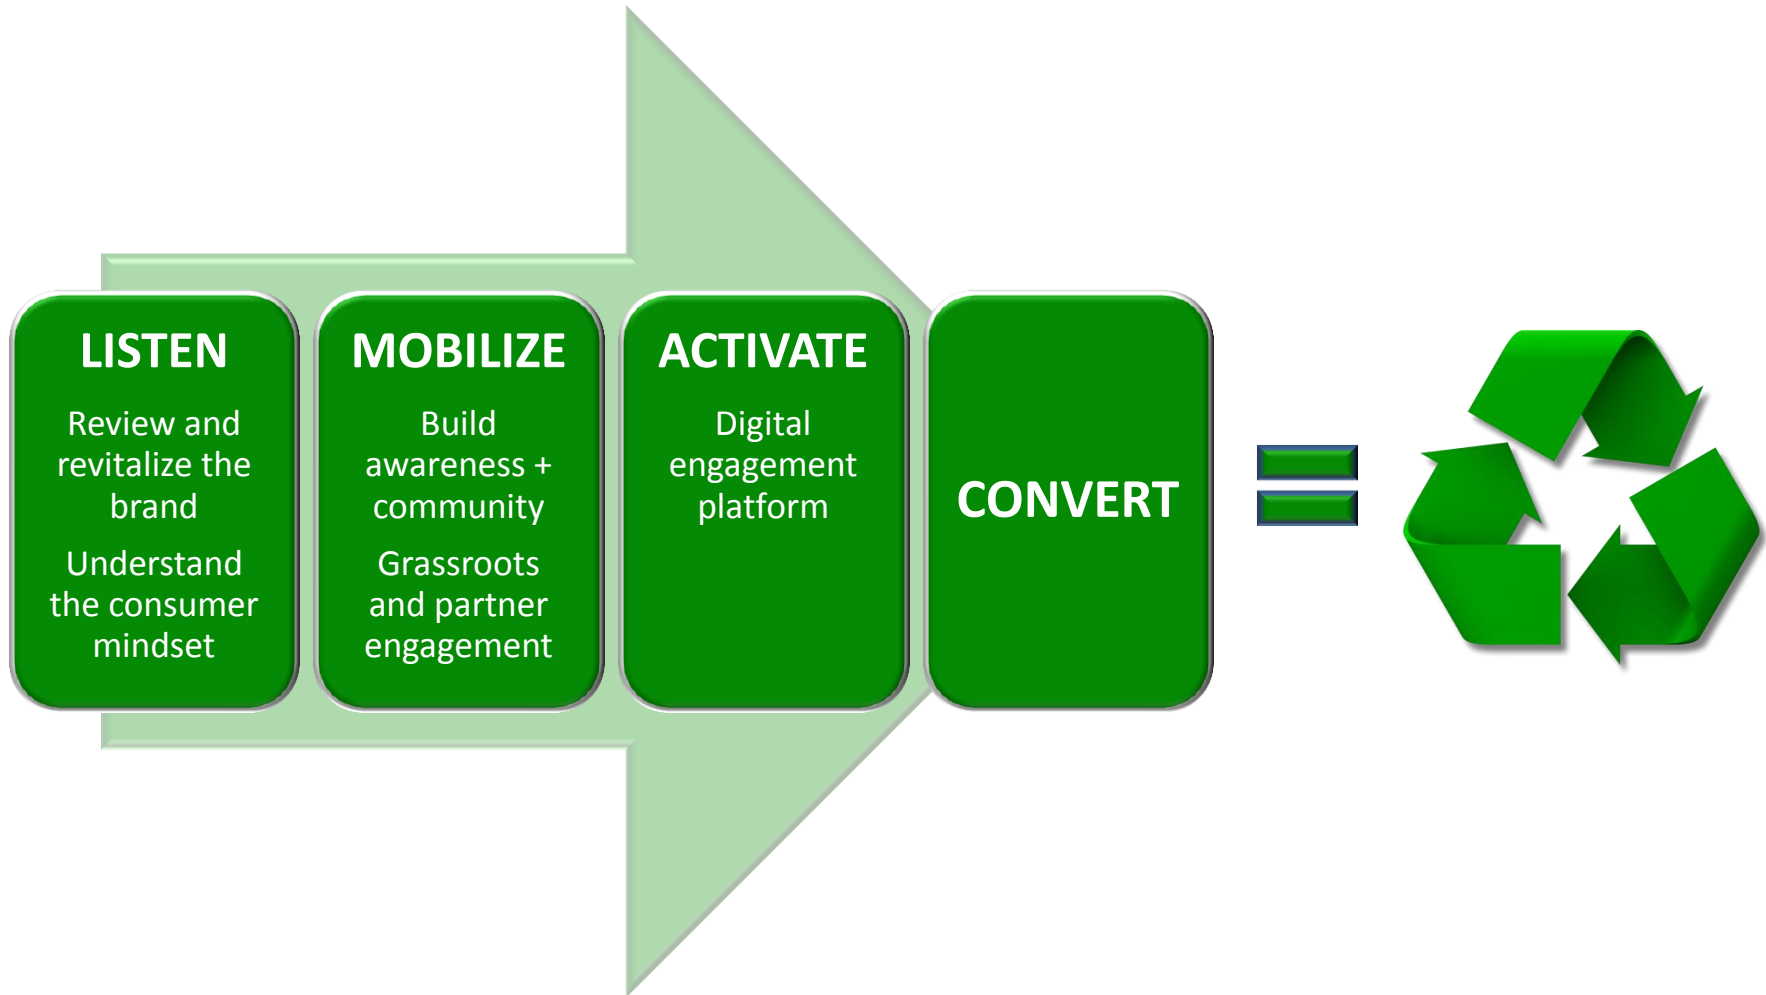 LISTEN
Review and
revitalize the
brand
Understand
the consumer
mindset
MOBILIZE
Build
awareness +
community
Grassroots
and partner
engagement
ACTIVATE
Digital
engagement
platform
CONVERT